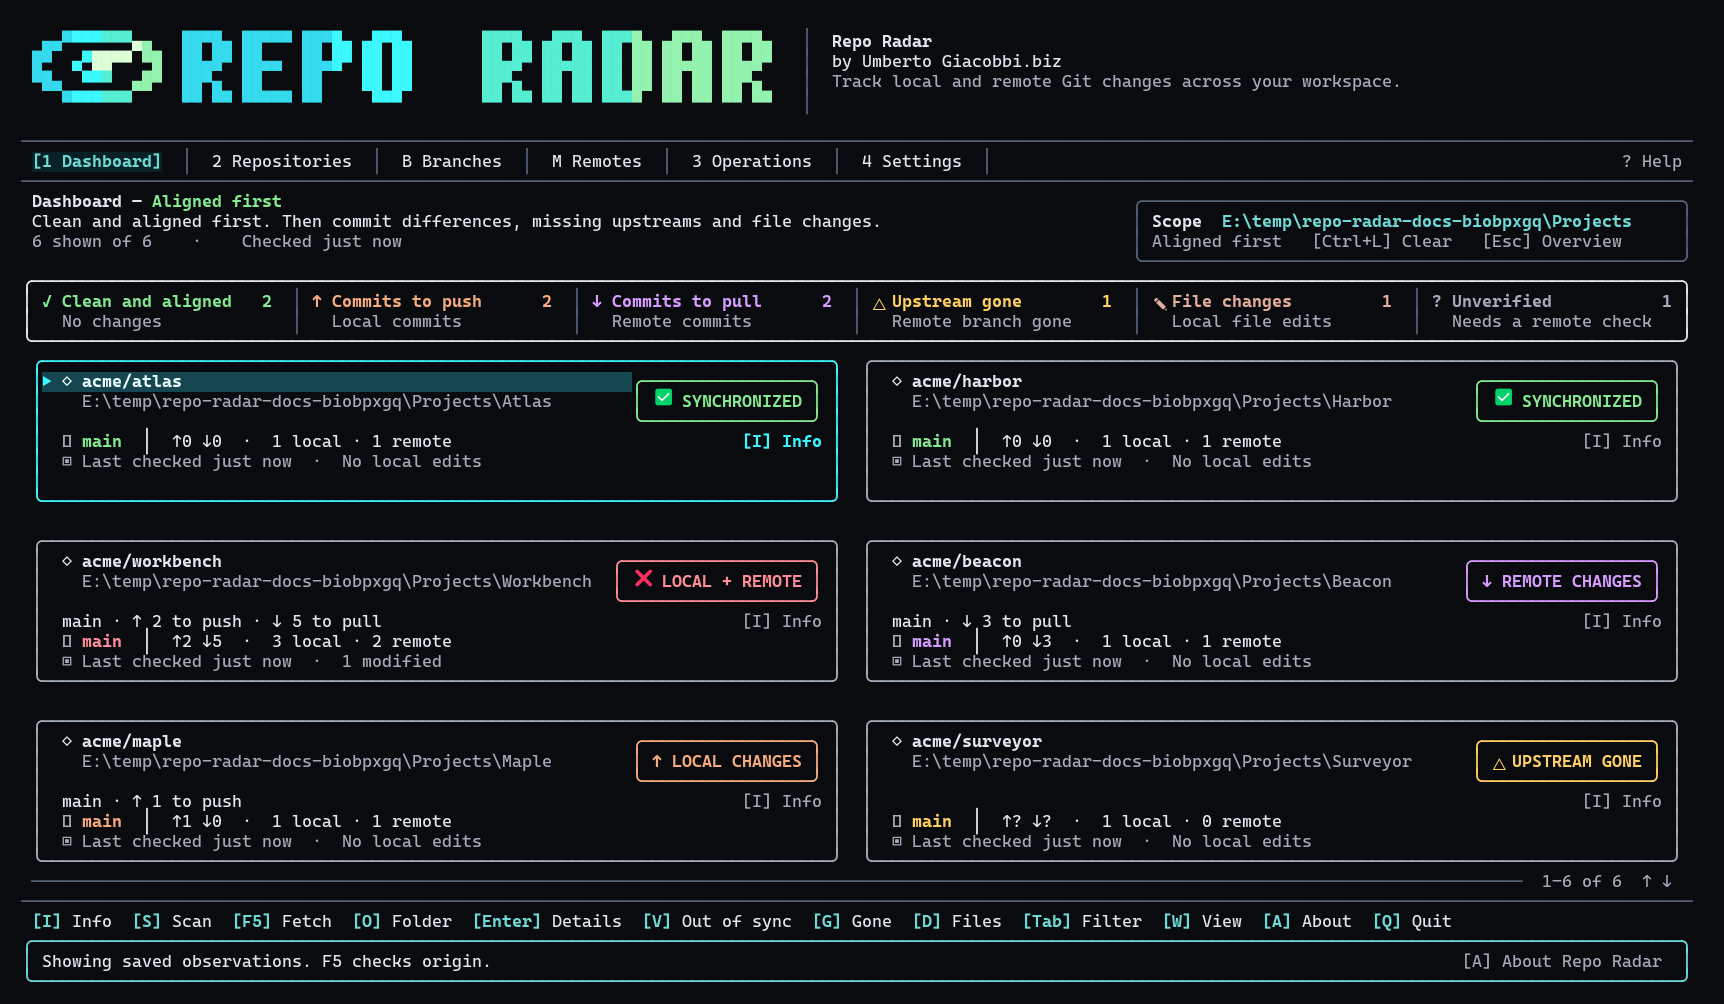 REPO RADAR
Repo Radar
by Umberto Giacobbi.biz
Track local and remote Git changes across your workspace.
[1 Dashboard] 2 Repositories B Branches M Remotes 3 Operations 4 Settings ? Help
Dashboard — Aligned first
Clean and aligned first. Then commit differences, missing upstreams and file changes.
6 shown of 6 · Checked just now
Scope E:\temp\repo-radar-docs-biobpxgq\Projects
Aligned first [Ctrl+L] Clear [Esc] Overview
✓ Clean and aligned 2
No changes
↑ Commits to push 2
Local commits
↓ Commits to pull 2
Remote commits
△ Upstream gone 1
Remote branch gone
✎ File changes 1
Local file edits
? Unverified 1
Needs a remote check
▶ ◇ acme/atlas
E:\temp\repo-radar-docs-biobpxgq\Projects\Atlas
✅ SYNCHRONIZED
main │ ↑0 ↓0 · 1 local · 1 remote [I] Info
▣ Last checked just now · No local edits
◇ acme/harbor
E:\temp\repo-radar-docs-biobpxgq\Projects\Harbor
✅ SYNCHRONIZED
main │ ↑0 ↓0 · 1 local · 1 remote [I] Info
▣ Last checked just now · No local edits
◇ acme/workbench
E:\temp\repo-radar-docs-biobpxgq\Projects\Workbench
❌ LOCAL + REMOTE
main · ↑ 2 to push · ↓ 5 to pull [I] Info
main │ ↑2 ↓5 · 3 local · 2 remote
▣ Last checked just now · 1 modified
◇ acme/beacon
E:\temp\repo-radar-docs-biobpxgq\Projects\Beacon
↓ REMOTE CHANGES
main · ↓ 3 to pull [I] Info
main │ ↑0 ↓3 · 1 local · 1 remote
▣ Last checked just now · No local edits
◇ acme/maple
E:\temp\repo-radar-docs-biobpxgq\Projects\Maple
↑ LOCAL CHANGES
main · ↑ 1 to push [I] Info
main │ ↑1 ↓0 · 1 local · 1 remote
▣ Last checked just now · No local edits
◇ acme/surveyor
E:\temp\repo-radar-docs-biobpxgq\Projects\Surveyor
△ UPSTREAM GONE
[I] Info
main │ ↑? ↓? · 1 local · 0 remote
▣ Last checked just now · No local edits
1–6 of 6 ↑ ↓
[I] Info [S] Scan [F5] Fetch [O] Folder [Enter] Details [V] Out of sync [G] Gone [D] Files [Tab] Filter [W] View [A] About [Q] Quit
Showing saved observations. F5 checks origin. [A] About Repo Radar